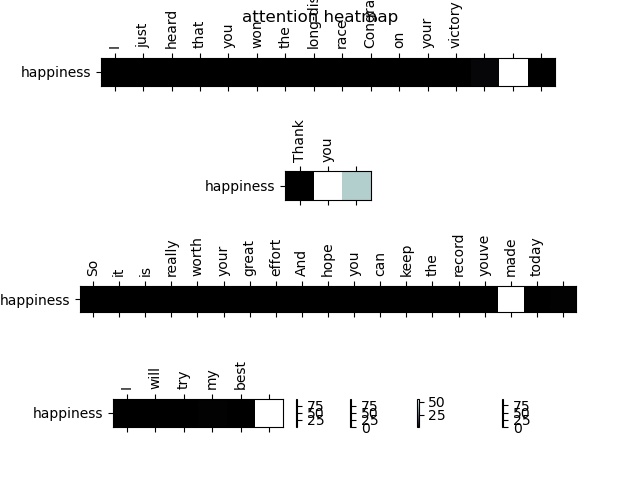 attention heatmap
I just heard that you won the race on your victory
happiness
Thank you
happiness
So it is really worth your great effort And hope you can keep the record youve made today
happiness
I will try my best
happiness
75 50 25
75 50 25 0
50 25
75 50 25 0